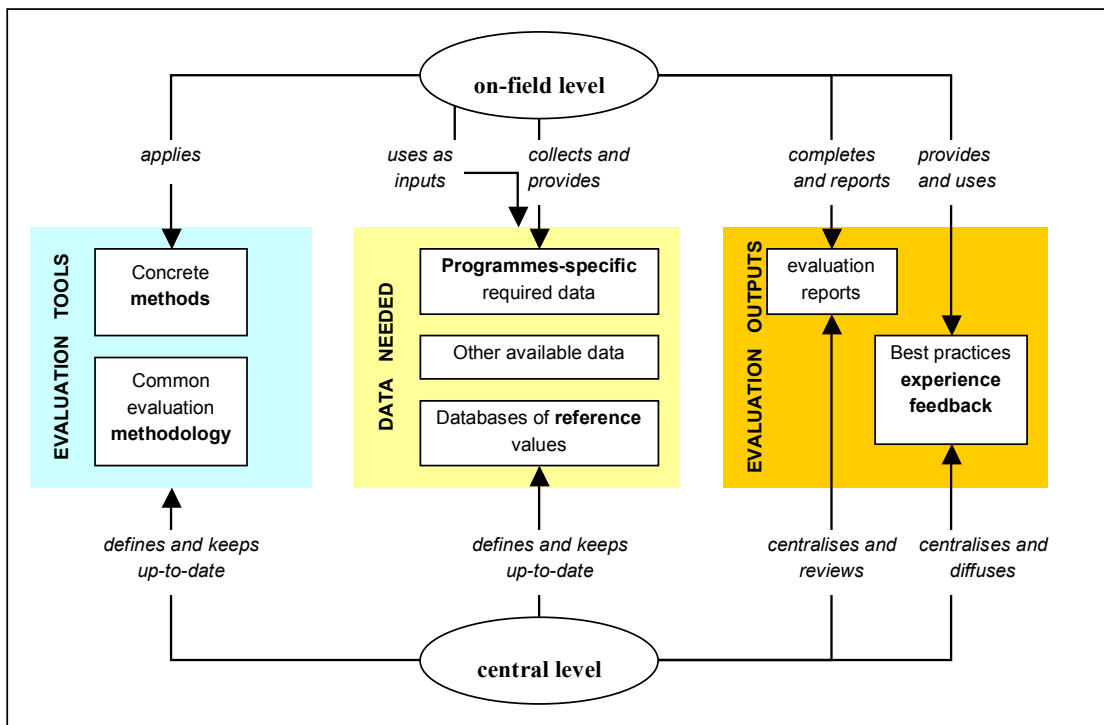 on-field level
applies
uses as
inputs
collects and
provides
completes
and reports
provides
and uses
EVALUATION TOOLS
Concrete
methods
Common
evaluation
methodology
DATA NEEDED
Programmes-specific
required data
Other available data
Databases of reference
values
EVALUATION OUTPUTS
evaluation
reports
Best practices
experience
feedback
defines and keeps
up-to-date
defines and keeps
up-to-date
centralises and
reviews
centralises and
diffuses
central level